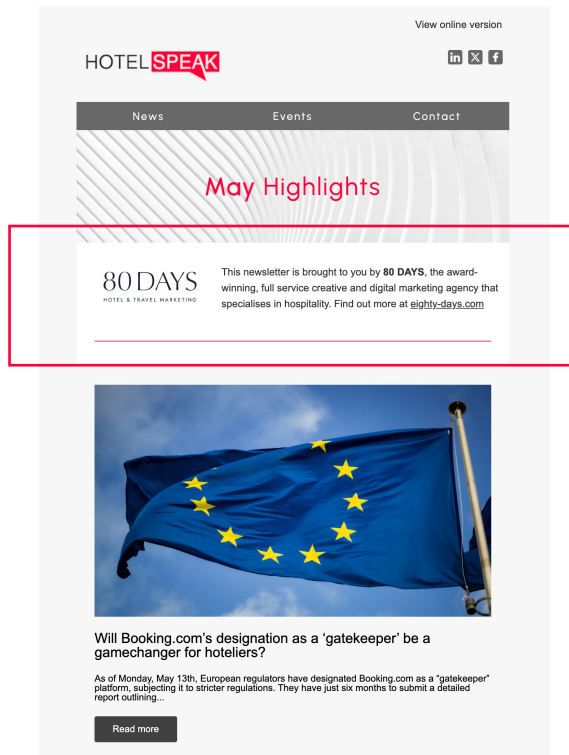 View online version
HOTEL SPEAK
in X f
News Events Contact
May Highlights
80 DAYS
HOTEL & TRAVEL MARKETING
This newsletter is brought to you by 80 DAYS, the award-
winning, full service creative and digital marketing agency that
specialises in hospitality. Find out more at eighty-days.com
Will Booking.com’s designation as a ‘gatekeeper’ be a
gamechanger for hoteliers?
As of Monday, May 13th, European regulators have designated Booking.com as a “gatekeeper”
platform, subjecting it to stricter regulations. They have just six months to submit a detailed
report outlining...
Read more